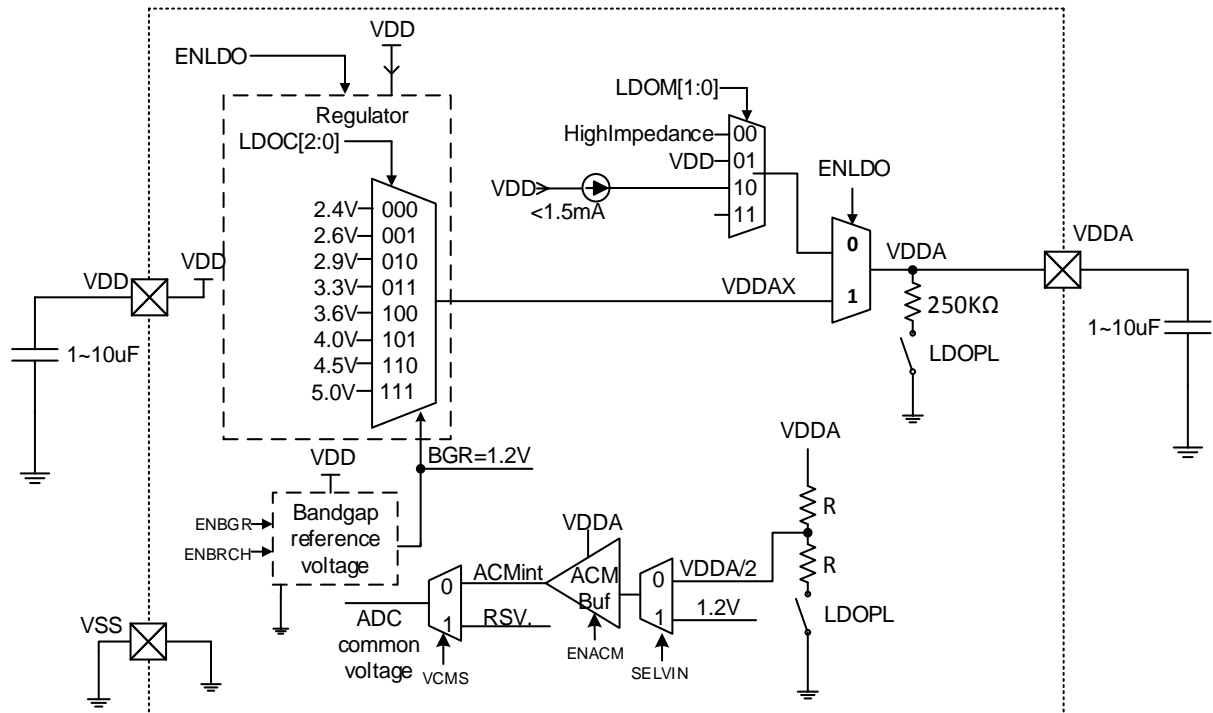 VDD
ENLDO
Regulator
LDOC[2:0]
2.4V
000
2.6V
001
2.9V
010
3.3V
011
3.6V
100
4.0V
101
4.5V
110
5.0V
111
VDD
VDD
1~10uF
LDOM[1:0]
HighImpedance
00
VDD
01
VDD
<1.5mA
10
11
ENLDO
0
1
VDDAX
VDDA
VDDA
250KΩ
LDOPL
1~10uF
BGR=1.2V
VDD
Bandgap
reference
voltage
ENBGR
ENBRCH
VDDA
R
R
LDOPL
VDDA/2
1.2V
0
1
SELVIN
VDDA
ACM
Buf
ENACM
ACMint
RSV.
0
1
VCMS
ADC
common
voltage
VSS